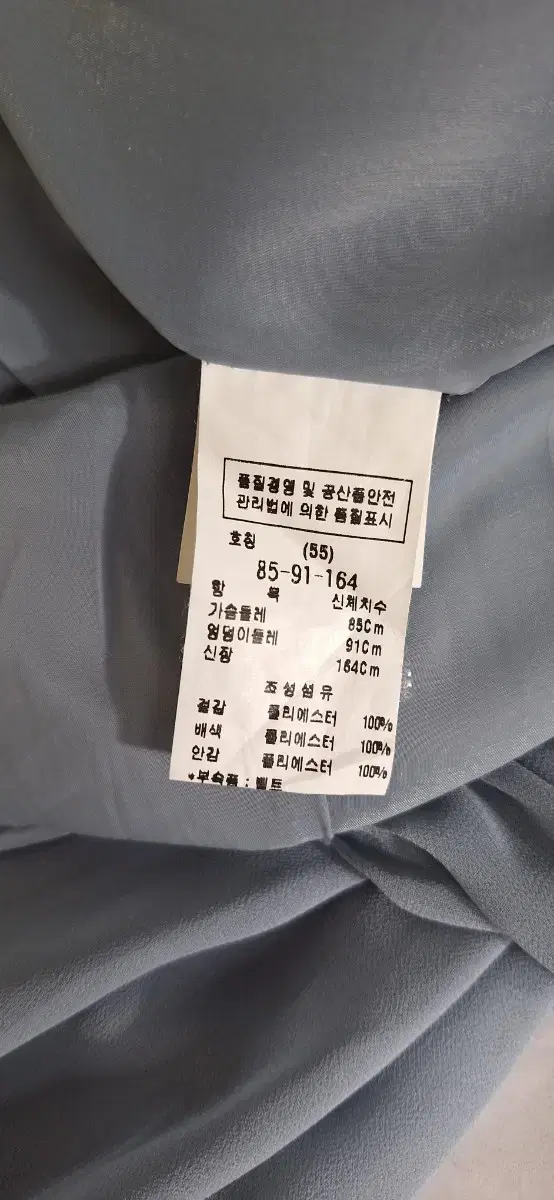 품질경영 및 공산품안전
관리법에 의한 품질표시
호칭 (55)
85-91-164
항 목 신체치수
가슴둘레 85Cm
엉덩이둘레 91Cm
신장 164Cm
조성섬유
겉감 폴리에스터 100%
배색 폴리에스터 100%
안감 폴리에스터 100%
*부속품 : 벨트